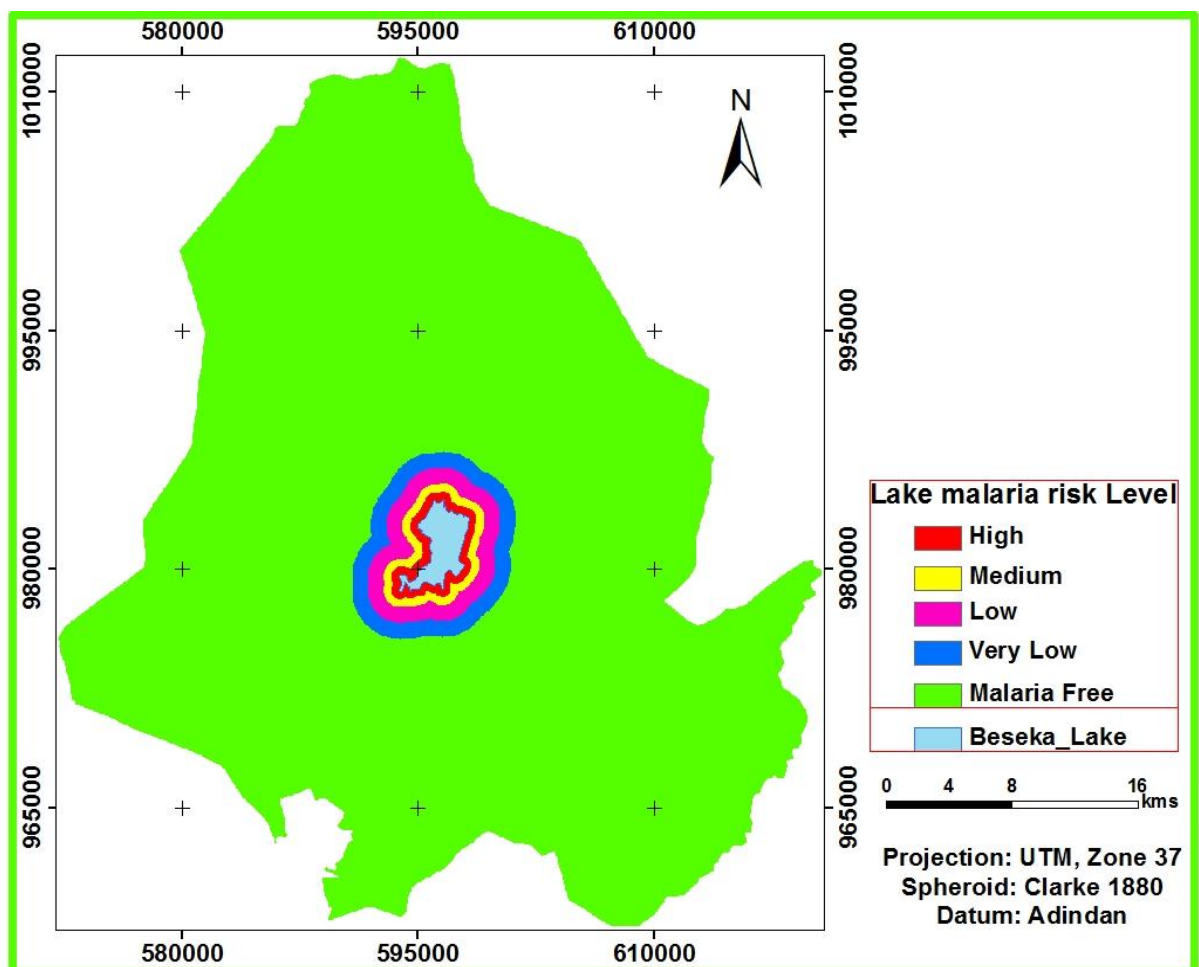 580000 595000 610000
1010000 1010000
N
995000 995000
Lake malaria risk Level
High
Medium
980000 980000
Low
Very Low
Malaria Free
Beseka_Lake
0 4 8 16
kms
965000 965000
Projection: UTM, Zone 37
Spheroid: Clarke 1880
Datum: Adindan
580000 595000 610000